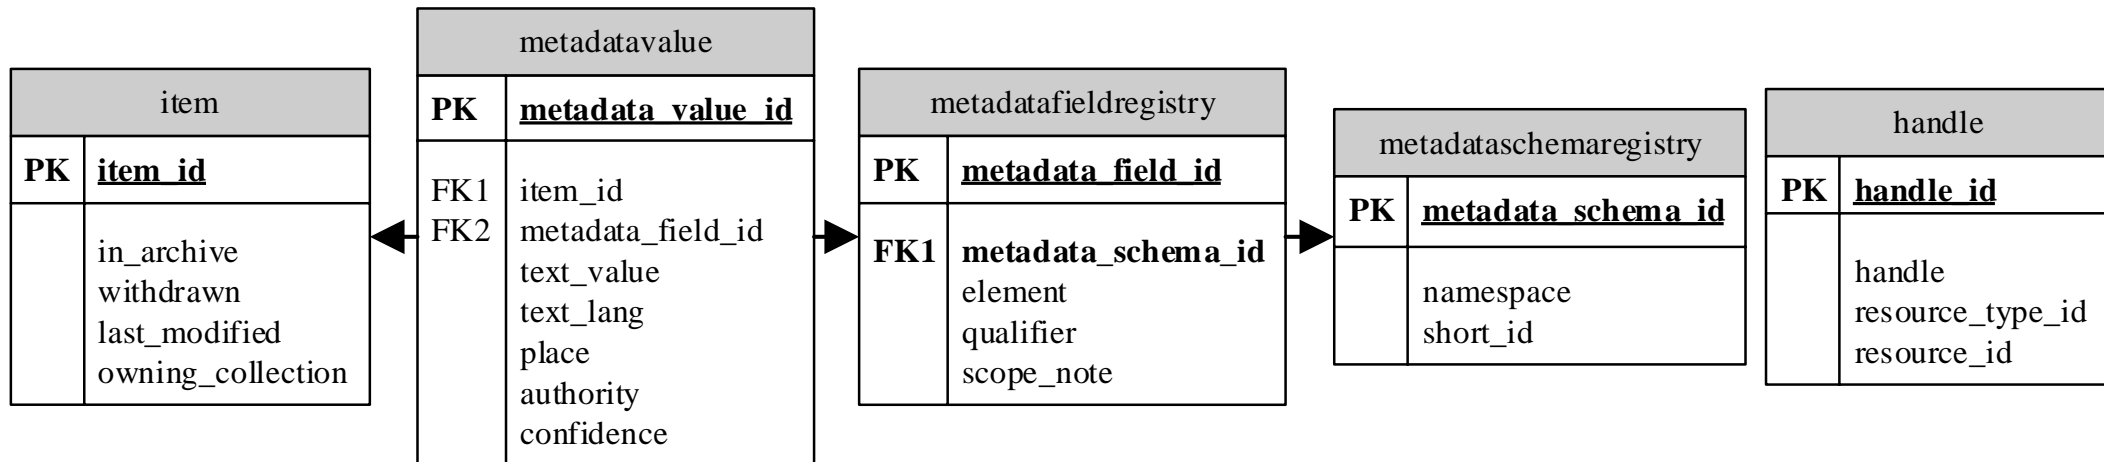 item
PK item_id
in_archive
withdrawn
last_modified
owning_collection
metadatavalue
PK metadata_value_id
FK1 item_id
FK2 metadata_field_id
text_value
text_lang
place
authority
confidence
metadatafieldregistry
PK metadata_field_id
FK1 metadata_schema_id
element
qualifier
scope_note
metadataschemaregistry
PK metadata_schema_id
namespace
short_id
handle
PK handle_id
handle
resource_type_id
resource_id